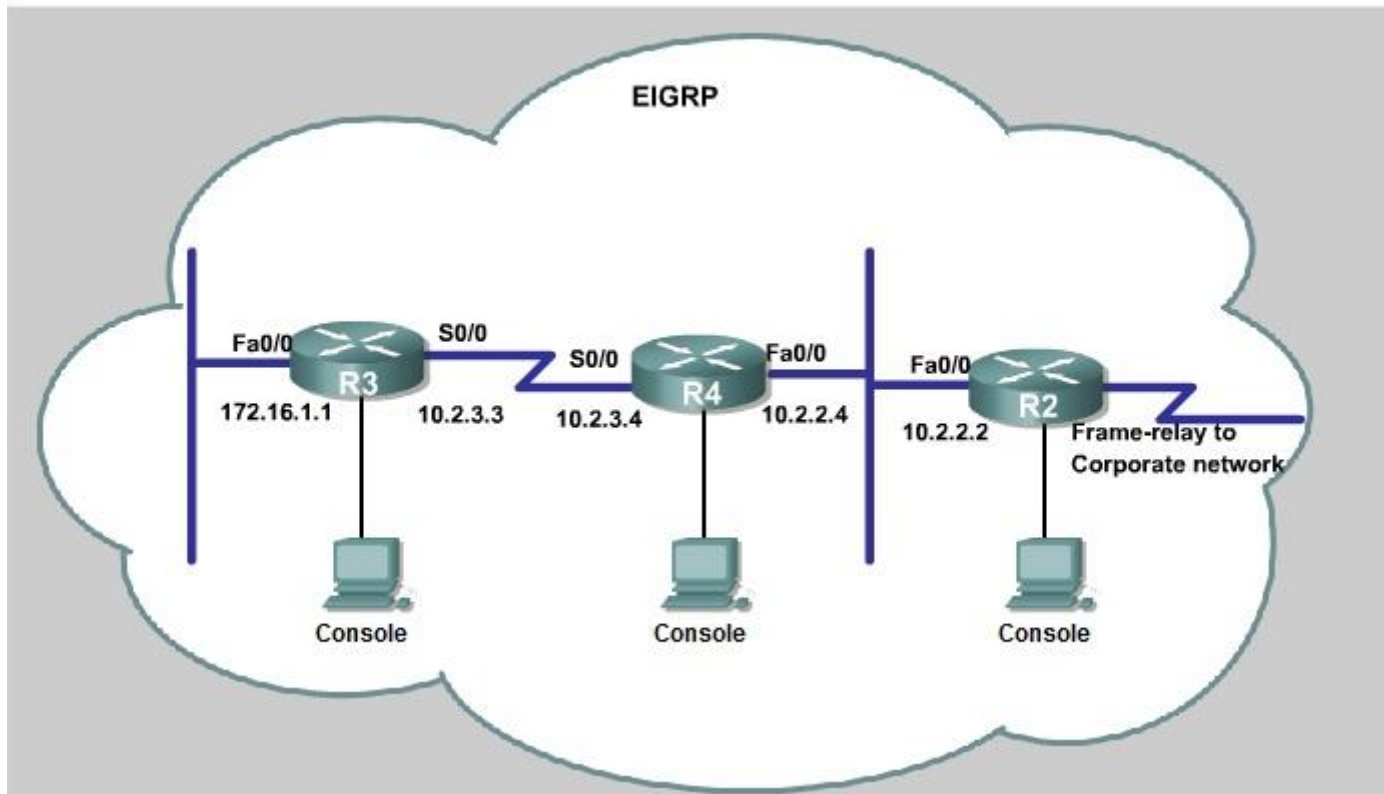 EIGRP
Fa0/0
S0/0
S0/0
Fa0/0
Fa0/0
R3
R4
R2
172.16.1.1
10.2.3.3
10.2.3.4
10.2.2.4
10.2.2.2
Frame-relay to
Corporate network
Console
Console
Console